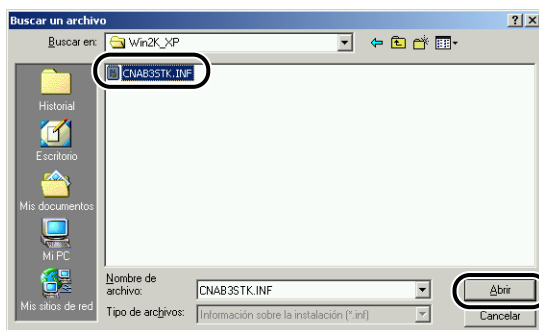 Buscar un archivo
Buscar en:
Win2K_XP
CNAB3STK.INF
Historial
Escritorio
Mis documentos
Mi PC
Mis sitios de red
Nombre de archivo:
CNAB3STK.INF
Abrir
Tipo de archivos:
Información sobre la instalación (*.inf)
Cancelar